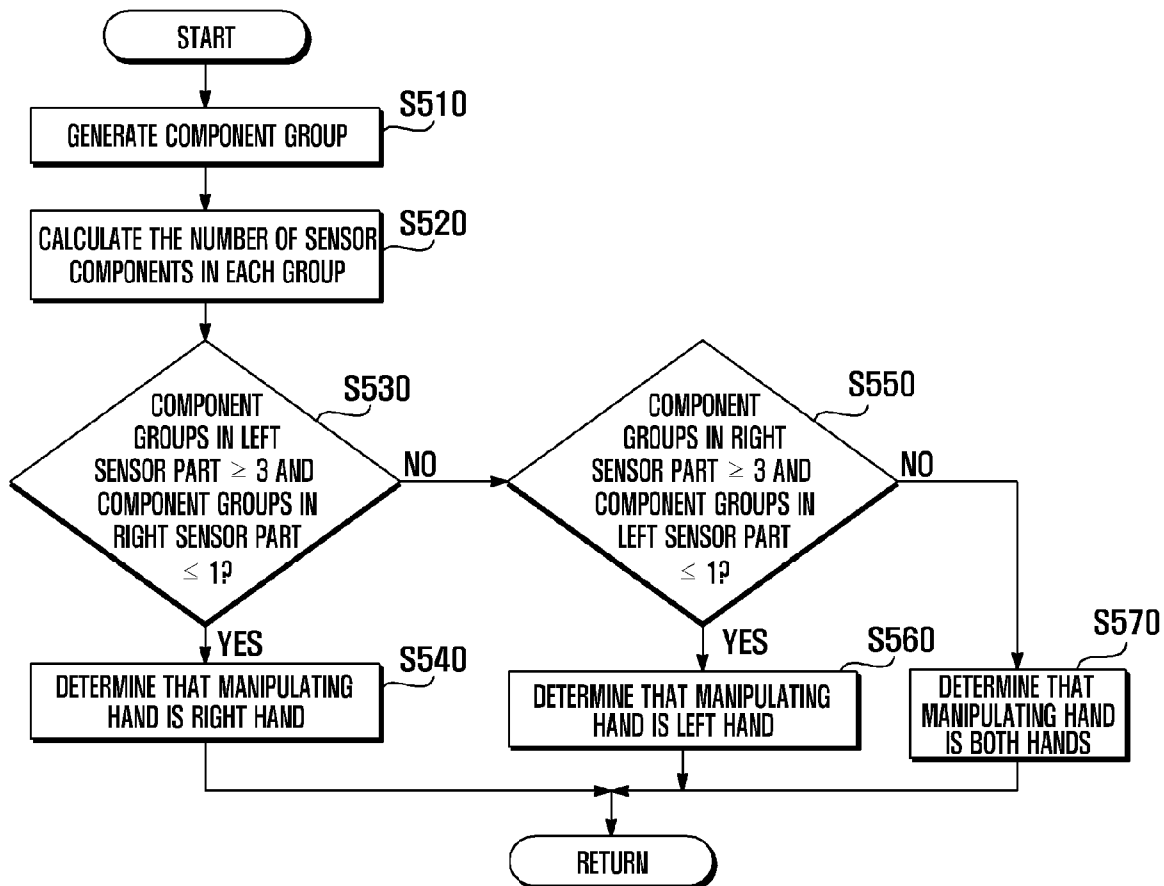 START
S510
GENERATE COMPONENT GROUP
S520
CALCULATE THE NUMBER OF SENSOR
COMPONENTS IN EACH GROUP
S530
COMPONENT
GROUPS IN LEFT
SENSOR PART ≥ 3 AND
COMPONENT GROUPS IN
RIGHT SENSOR PART
≤ 1?
NO
YES
S540
DETERMINE THAT MANIPULATING
HAND IS RIGHT HAND
S550
COMPONENT
GROUPS IN RIGHT
SENSOR PART ≥ 3 AND
COMPONENT GROUPS IN
LEFT SENSOR PART
≤ 1?
NO
YES
S560
DETERMINE THAT MANIPULATING
HAND IS LEFT HAND
S570
DETERMINE THAT
MANIPULATING HAND
IS BOTH HANDS
RETURN